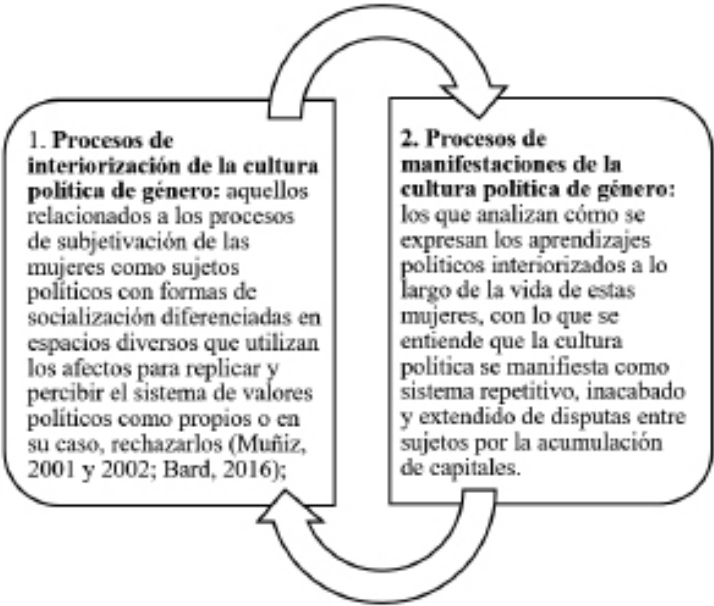 1. Procesos de
interiorización de la cultura
política de género: aquellos
relacionados a los procesos
de subjetivación de las
mujeres como sujetos
políticos con formas de
socialización diferenciadas en
espacios diversos que utilizan
los afectos para replicar y
percibir el sistema de valores
políticos como propios o en
su caso, rechazarlos (Muñiz,
2001 y 2002; Bard, 2016);
2. Procesos de
manifestaciones de la
cultura política de género:
los que analizan cómo se
expresan los aprendizajes
políticos interiorizados a lo
largo de la vida de estas
mujeres, con lo que se
entiende que la cultura
política se manifiesta como
sistema repetitivo, inacabado
y extendido de disputas entre
sujetos por la acumulación
de capitales.